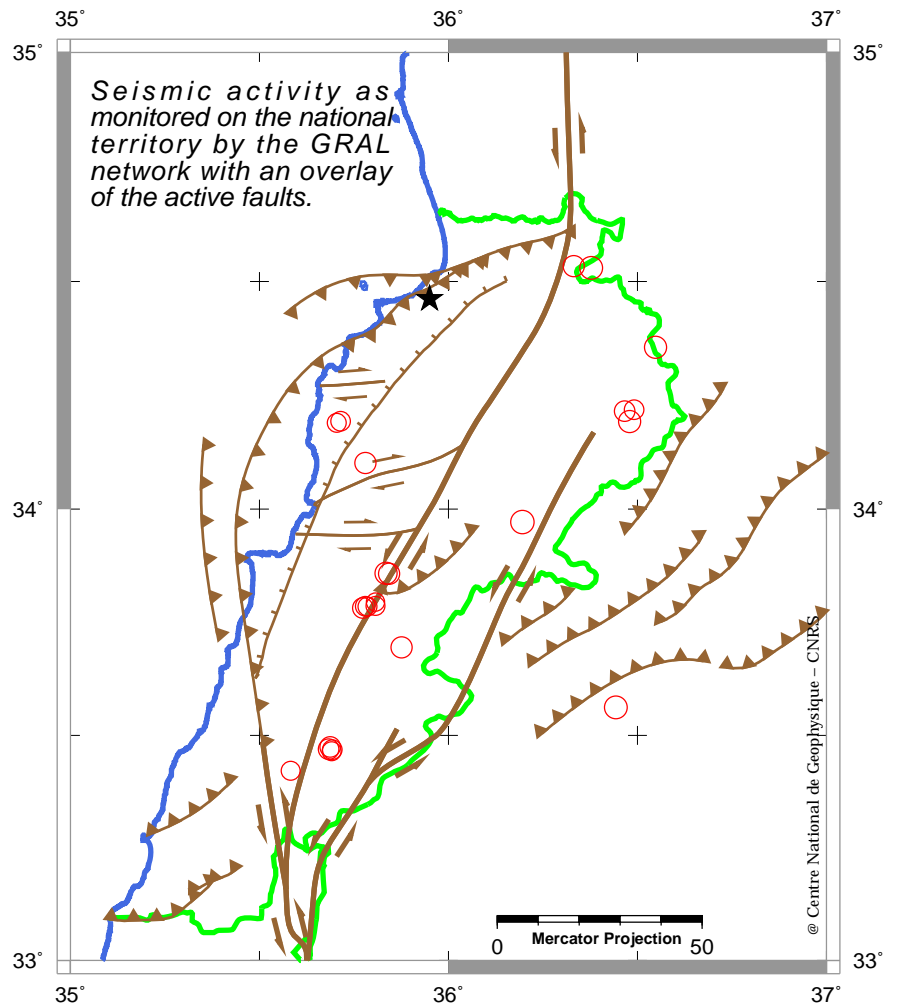 35° 36° 37°
35° 35°
Seismic activity as
monitored on the national
territory by the GRAL
network with an overlay
of the active faults.
34° 34°
@ Centre National de Geophysique – CNRS
Mercator Projection
0 50
33° 33°
35° 36° 37°